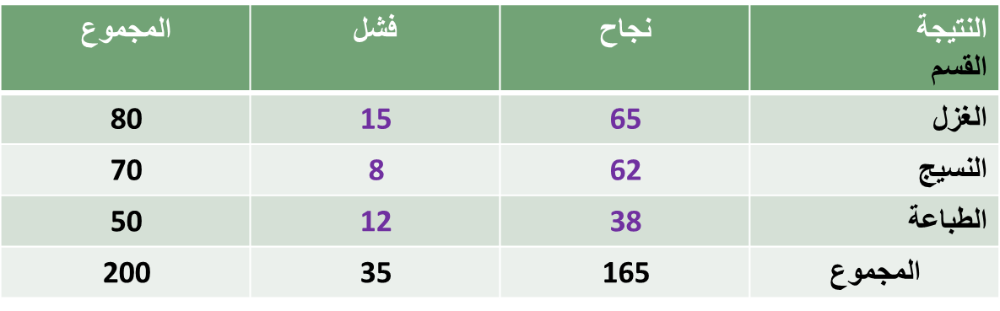 النتيجة نجاح فشل المجموع
القسم
الغزل 65 15 80
النسيج 62 8 70
الطباعة 38 12 50
المجموع 165 35 200